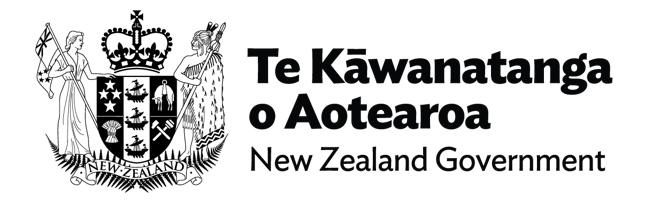 NEW ZEALAND
Te Kāwanatanga
o Aotearoa
New Zealand Government